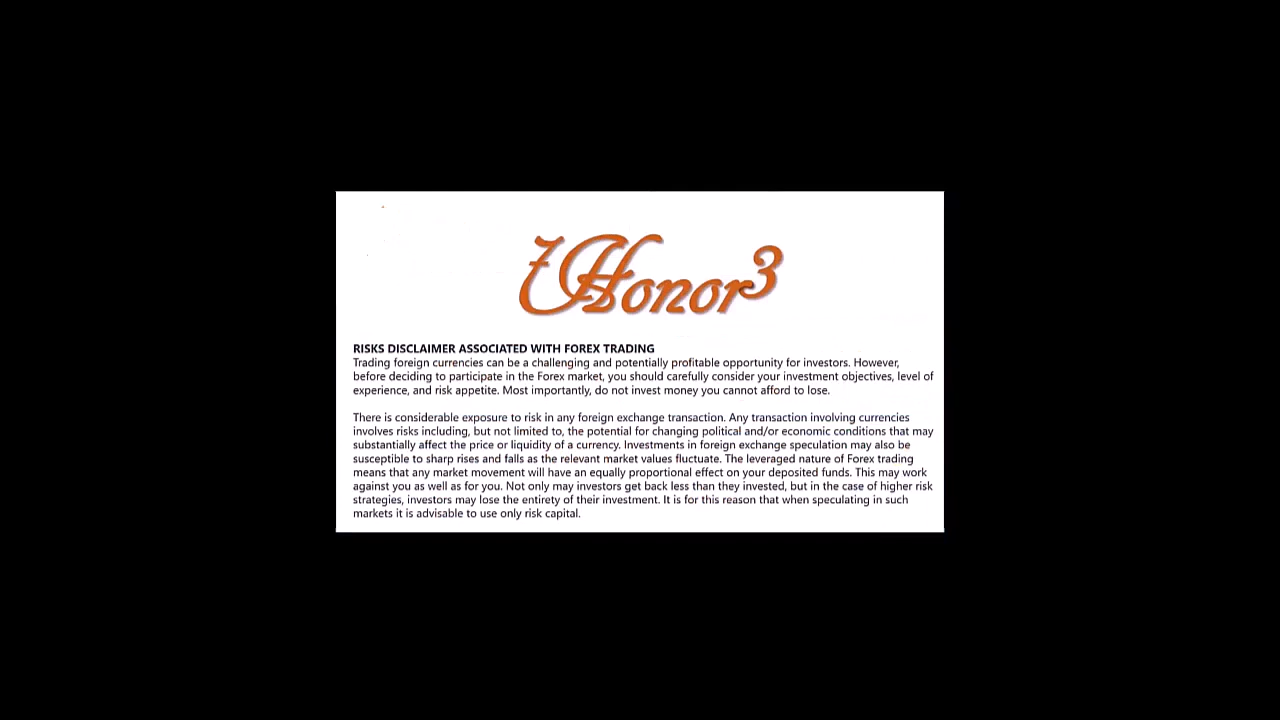 7Honor3
RISKS DISCLAIMER ASSOCIATED WITH FOREX TRADING
Trading foreign currencies can be a challenging and potentially profitable opportunity for investors. However,
before deciding to participate in the Forex market, you should carefully consider your investment objectives, level of
experience, and risk appetite. Most importantly, do not invest money you cannot afford to lose.
There is considerable exposure to risk in any foreign exchange transaction. Any transaction involving currencies
involves risks including, but not limited to, the potential for changing political and/or economic conditions that may
substantially affect the price or liquidity of a currency. Investments in foreign exchange speculation may also be
susceptible to sharp rises and falls as the relevant market values fluctuate. The leveraged nature of Forex trading
means that any market movement will have an equally proportional effect on your deposited funds. This may work
against you as well as for you. Not only may investors get back less than they invested, but in the case of higher risk
strategies, investors may lose the entirety of their investment. It is for this reason that when speculating in such
markets it is advisable to use only risk capital.